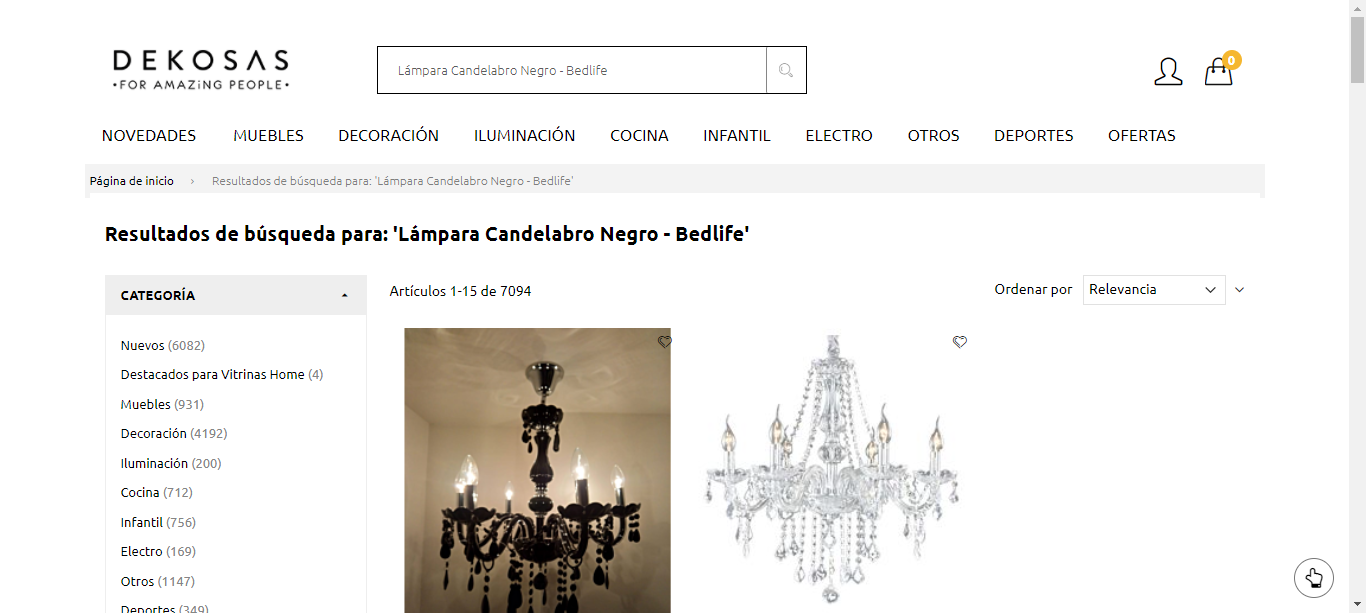 DEKOSAS
•FOR AMAZiNG PEOPLE•
Lámpara Candelabro Negro - Bedlife
0
NOVEDADES MUEBLES DECORACIÓN ILUMINACIÓN COCINA INFANTIL ELECTRO OTROS DEPORTES OFERTAS
Página de inicio › Resultados de búsqueda para: 'Lámpara Candelabro Negro - Bedlife'
Resultados de búsqueda para: 'Lámpara Candelabro Negro - Bedlife'
CATEGORÍA
Artículos 1-15 de 7094
Ordenar por Relevancia
Nuevos (6082)
Destacados para Vitrinas Home (4)
Muebles (931)
Decoración (4192)
Iluminación (200)
Cocina (712)
Infantil (756)
Electro (169)
Otros (1147)
Deportes (349)